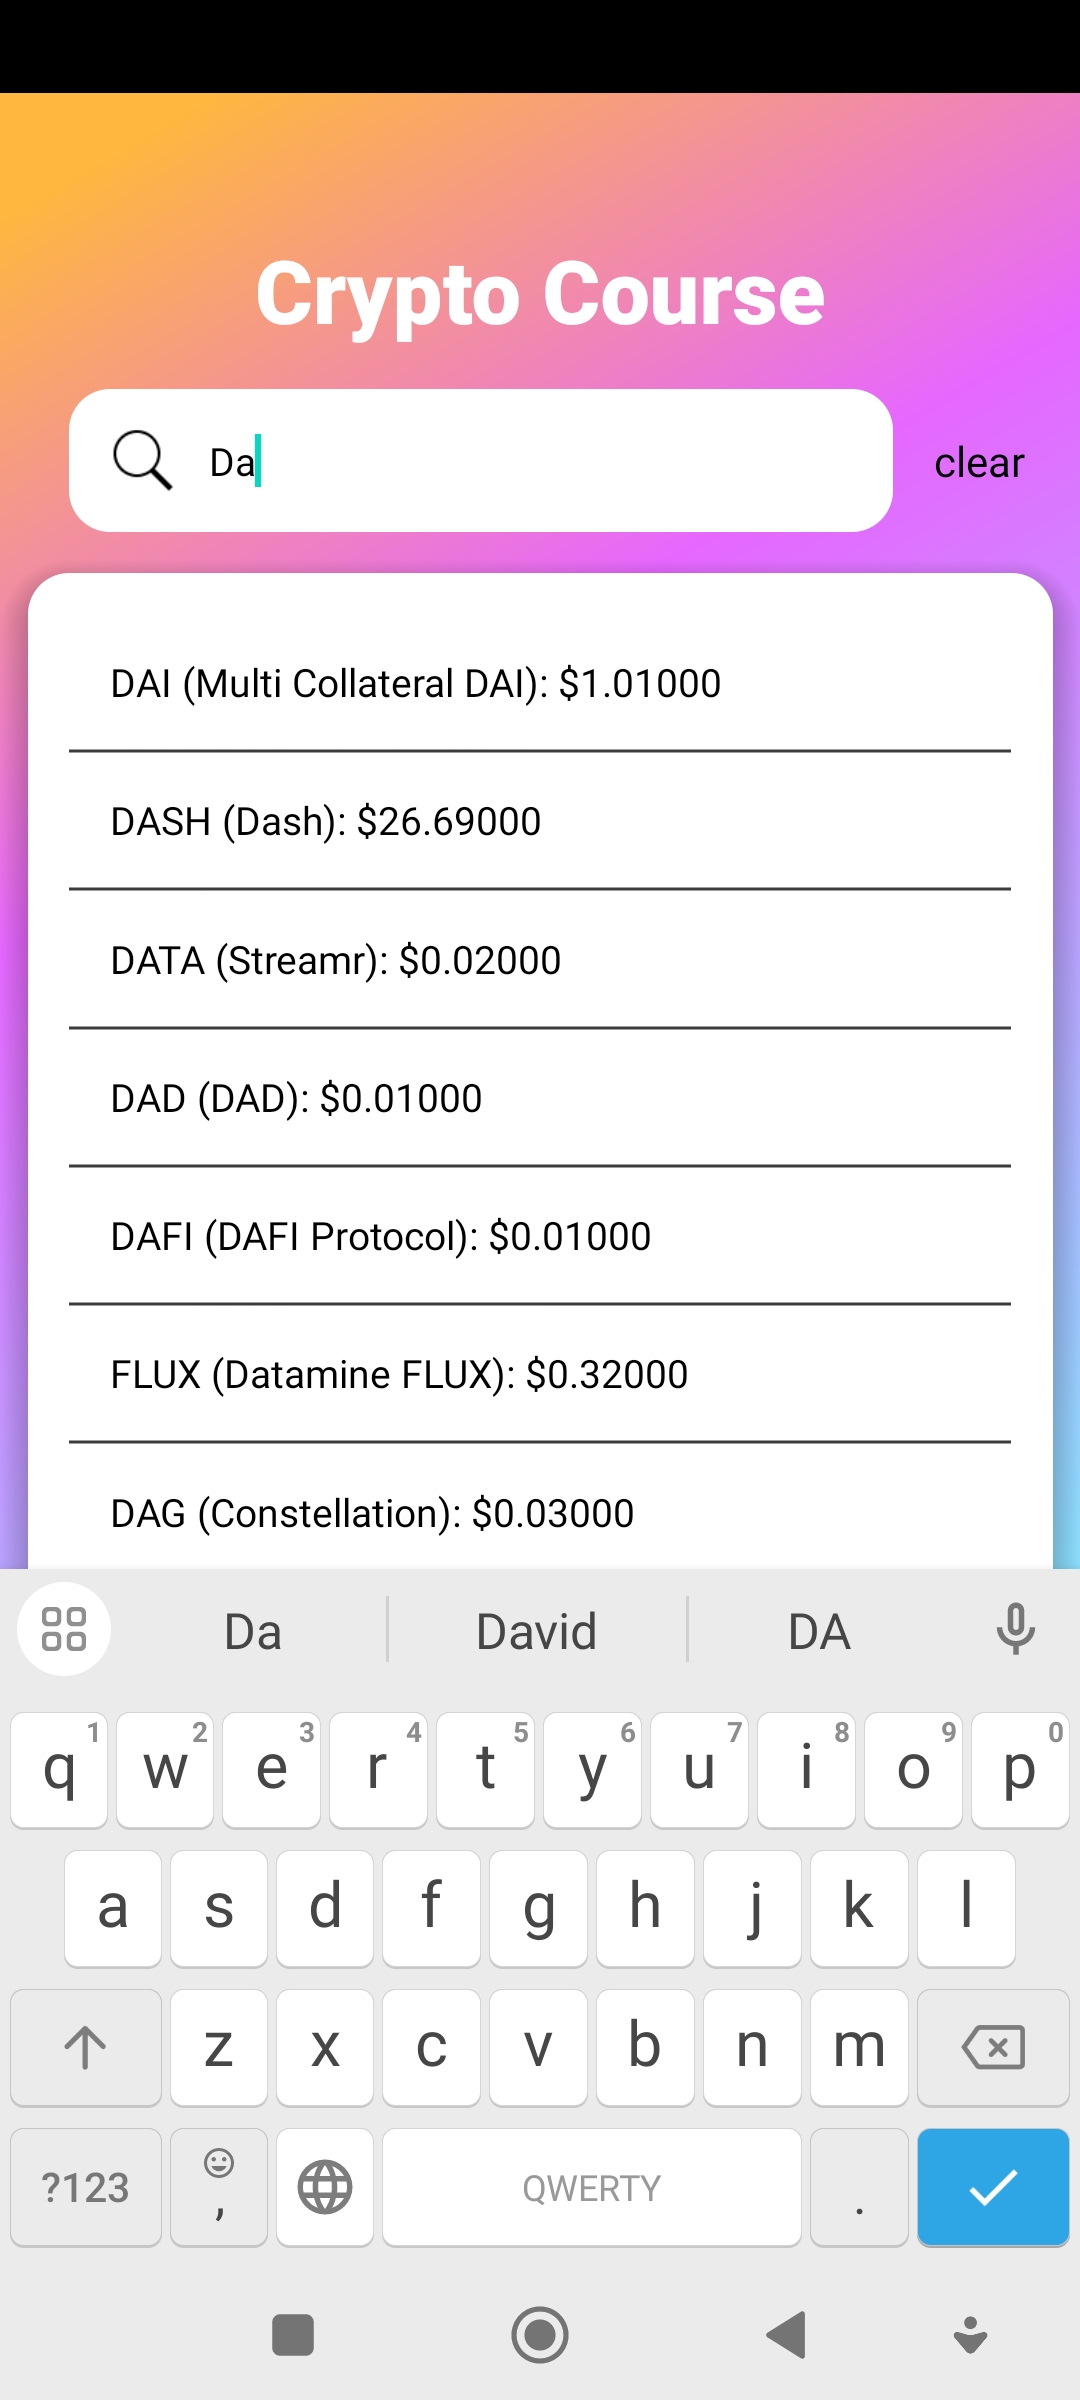 Crypto Course
Da
clear
DAI (Multi Collateral DAI): $1.01000
DASH (Dash): $26.69000
DATA (Streamr): $0.02000
DAD (DAD): $0.01000
DAFI (DAFI Protocol): $0.01000
FLUX (Datamine FLUX): $0.32000
DAG (Constellation): $0.03000
Da David DA
q 1 w 2 e 3 r 4 t 5 y 6 u 7 i 8 o 9 p 0
a s d f g h j k l
z x c v b n m
?123 , QWERTY .